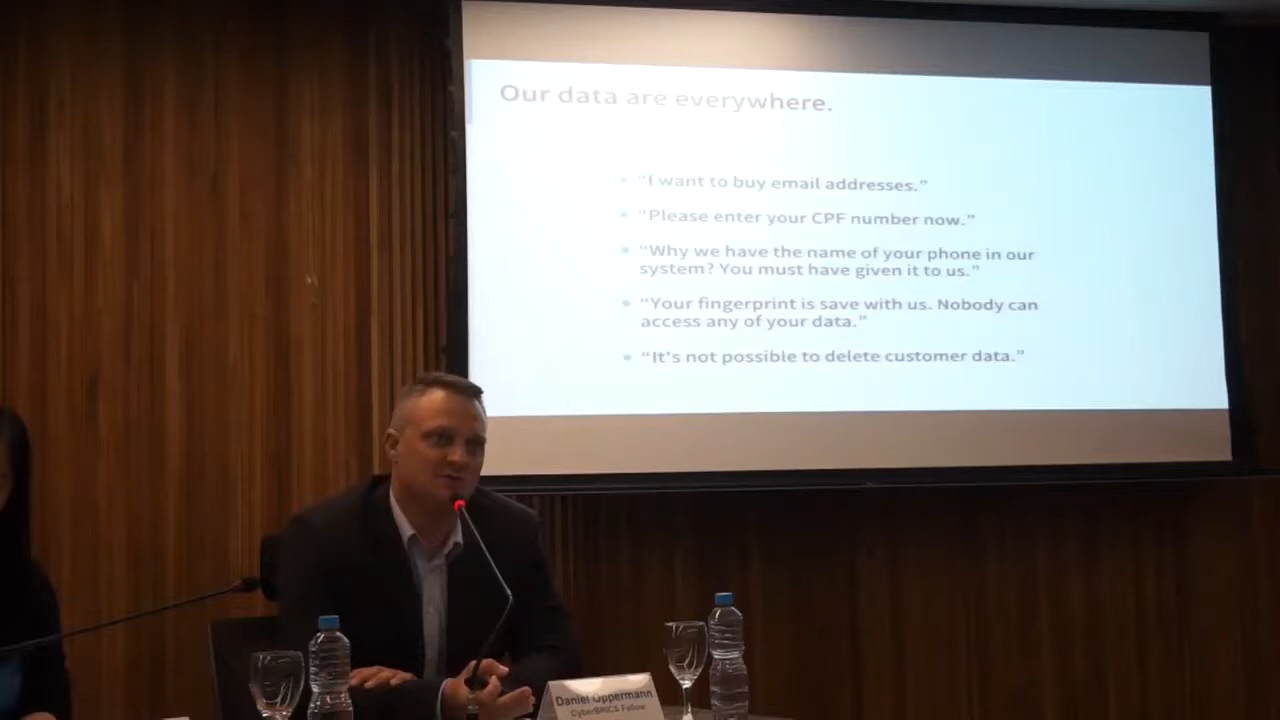 Our data are everywhere.
“I want to buy email addresses.”
“Please enter your CPF number now.”
“Why we have the name of your phone in our
system? You must have given it to us.”
“Your fingerprint is save with us. Nobody can
access any of your data.”
“It's not possible to delete customer data.”
Daniel Oppermann
CyberBRICS Fellow